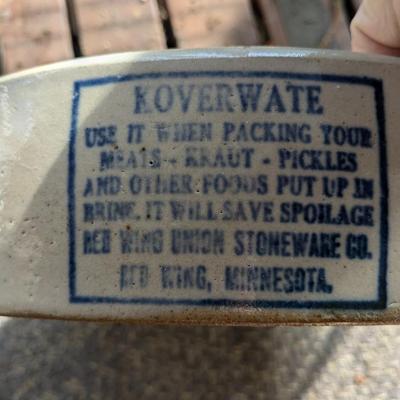 KOVERWATE
USE IT WHEN PACKING YOUR
MEATS - KRAUT - PICKLES
AND OTHER FOODS PUT UP IN
BRINE. IT WILL SAVE SPOILAGE
RED WING UNION STONEWARE CO.
RED WING, MINNESOTA.